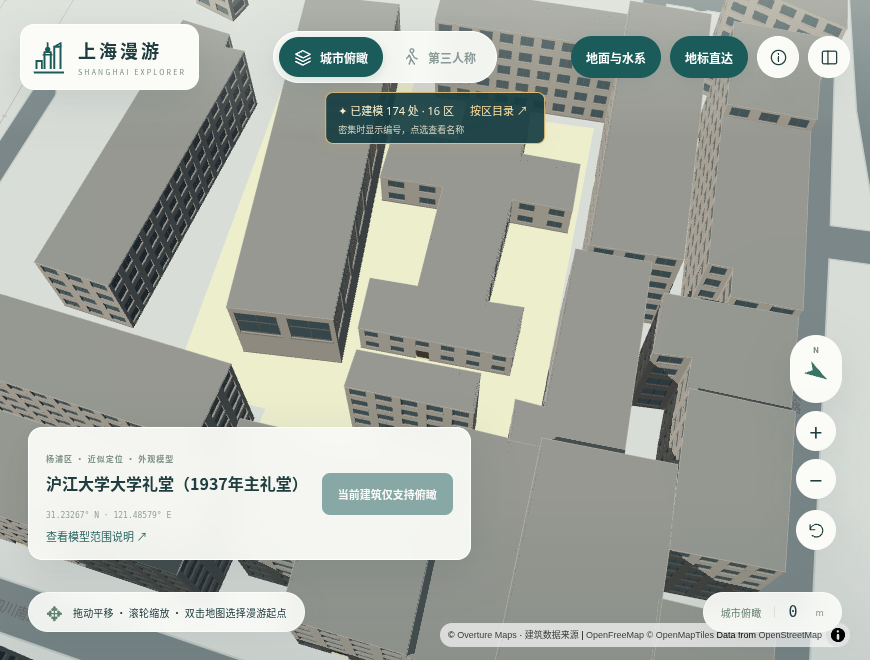 上海漫游
SHANGHAI EXPLORER
城市俯瞰
第三人称
地面与水系
地标直达
✦ 已建模 174 处 · 16 区 按区目录 ↗
密集时显示编号，点选查看名称
N
杨浦区 · 近似定位 · 外观模型
沪江大学大学礼堂（1937年主礼堂）
当前建筑仅支持俯瞰
31.23267° N · 121.48579° E
查看模型范围说明 ↗
+
−
拖动平移 · 滚轮缩放 · 双击地图选择漫游起点
城市俯瞰 0 m
© Overture Maps · 建筑数据来源 | OpenFreeMap © OpenMapTiles Data from OpenStreetMap